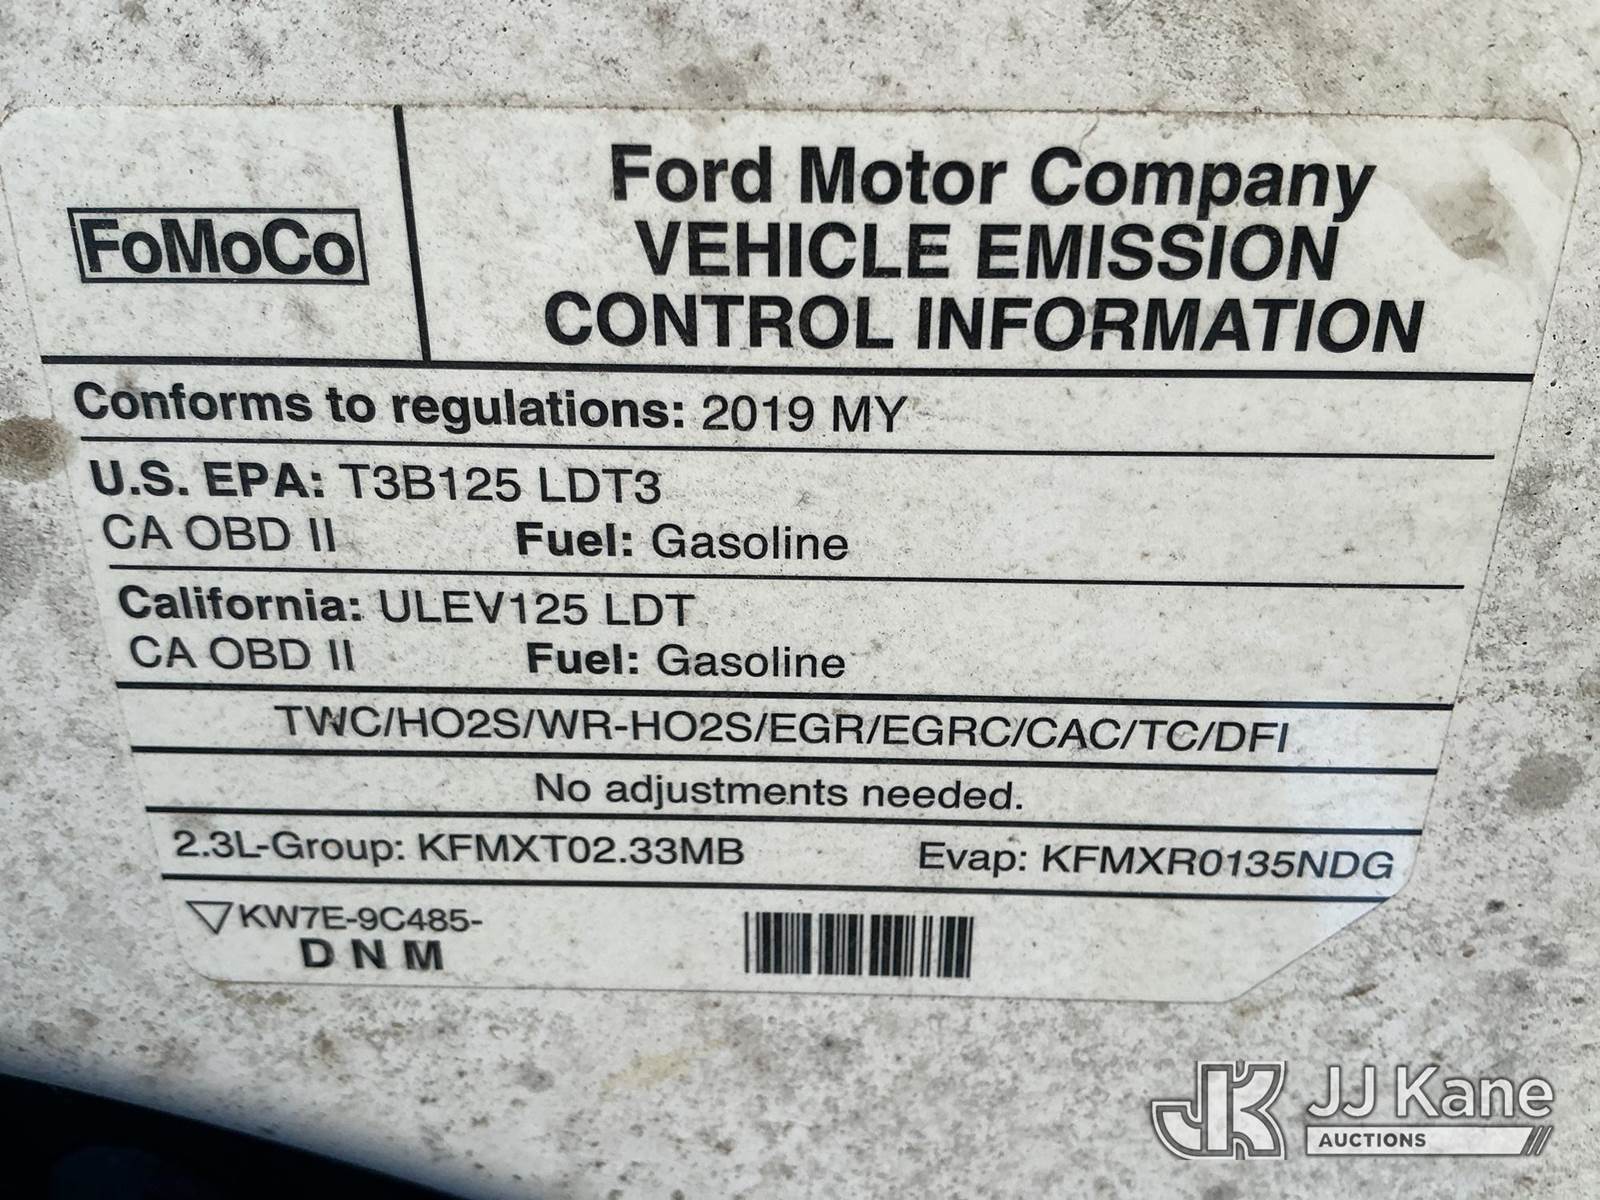 FoMoCo
Ford Motor Company
VEHICLE EMISSION
CONTROL INFORMATION
Conforms to regulations: 2019 MY
U.S. EPA: T3B125 LDT3
CA OBD II Fuel: Gasoline
California: ULEV125 LDT
CA OBD II Fuel: Gasoline
TWC/HO2S/WR-HO2S/EGR/EGRC/CAC/TC/DFI
No adjustments needed.
2.3L-Group: KFMXT02.33MB Evap: KFMXR0135NDG
KW7E-9C485-
D N M
JK JJ Kane
AUCTIONS